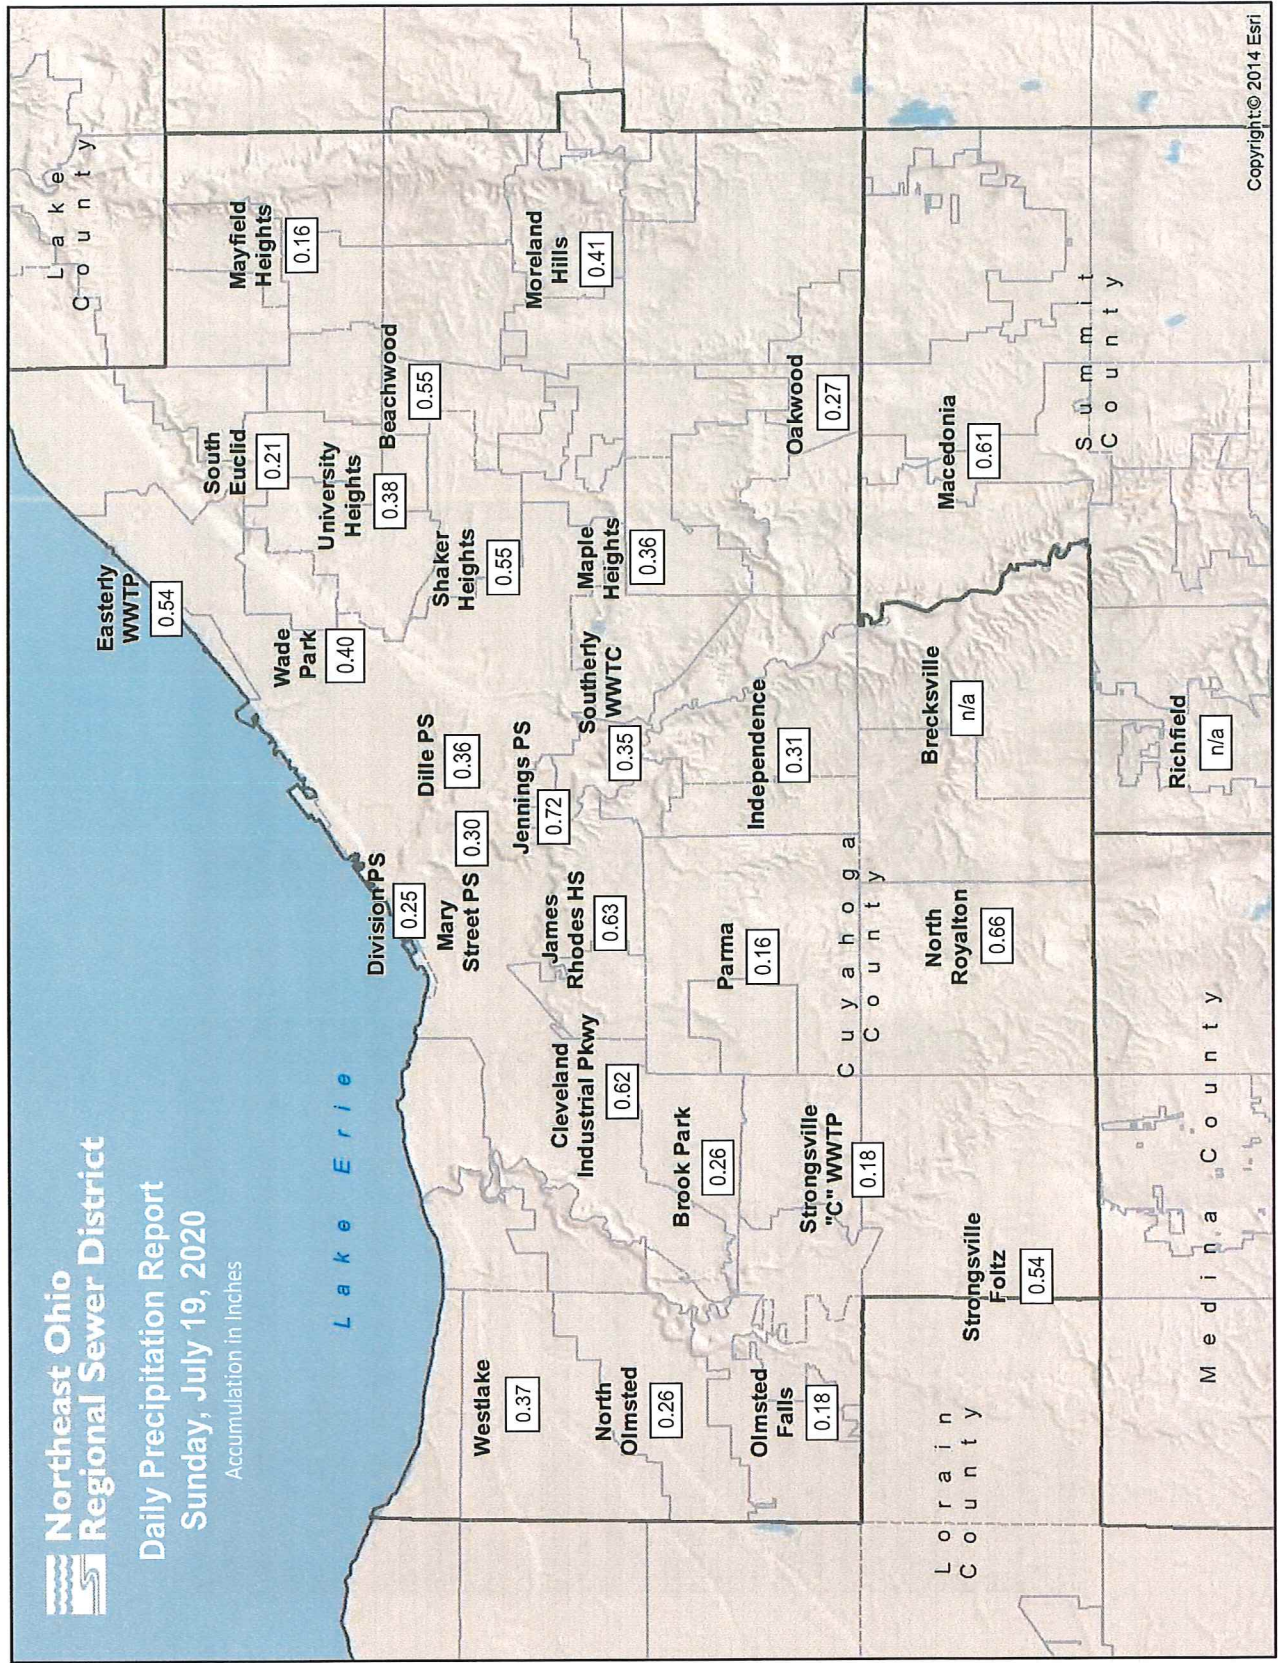 Northeast Ohio
Regional Sewer District
Daily Precipitation Report
Sunday, July 19, 2020
Accumulation in Inches
Lake Erie
Lake
County
Easterly
WWTP
0.54
South
Euclid
0.21
Mayfield
Heights
0.16
Wade
Park
0.40
University
Heights
0.38
Beachwood
0.55
Division PS
0.25
Dille PS
0.36
Shaker
Heights
0.55
Mary
Street PS
0.30
Westlake
0.37
Jennings PS
0.72
Moreland
Hills
0.41
Cleveland
Industrial Pkwy
0.62
James
Rhodes HS
0.63
Southerly
WWTC
0.35
Maple
Heights
0.36
North
Olmsted
0.26
Brook Park
0.26
Parma
0.16
Independence
0.31
Oakwood
0.27
Olmsted
Falls
0.18
Strongsville
"C" WWTP
0.18
Cuyahoga
County
Lorain
County
Strongsville
Foltz
0.54
North
Royalton
0.66
Brecksville
n/a
Macedonia
0.61
Summit
County
Medina County
Richfield
n/a
Copyright:© 2014 Esri